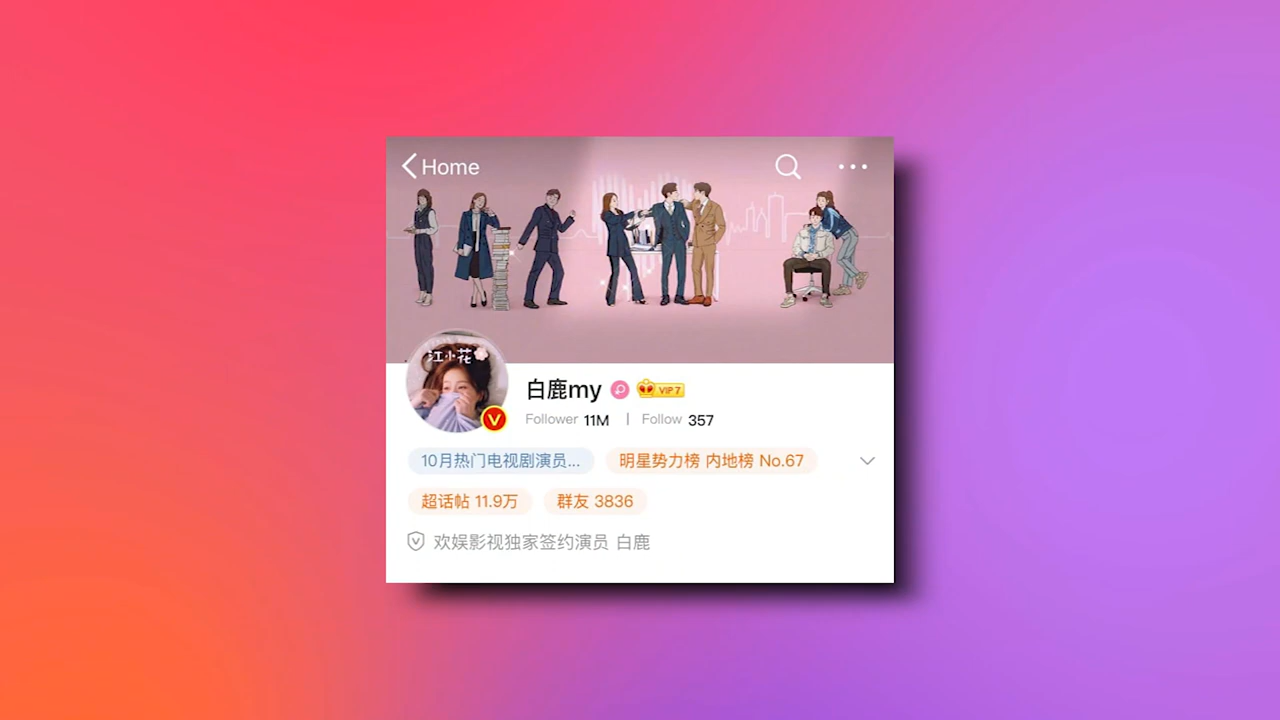 Home
江小花
白鹿my
VIP 7
Follower 11M | Follow 357
10月热门电视剧演员...
明星势力榜 内地榜 No.67
超话帖 11.9万
群友 3836
欢娱影视独家签约演员 白鹿